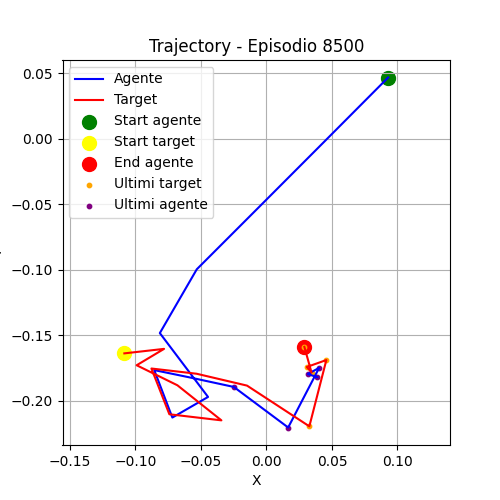 Trajectory - Episodio 8500
0.05
0.00
−0.05
−0.10
−0.15
−0.20
Agente
Target
Start agente
Start target
End agente
Ultimi target
Ultimi agente
−0.15
−0.10
−0.05
0.00
0.05
0.10
X